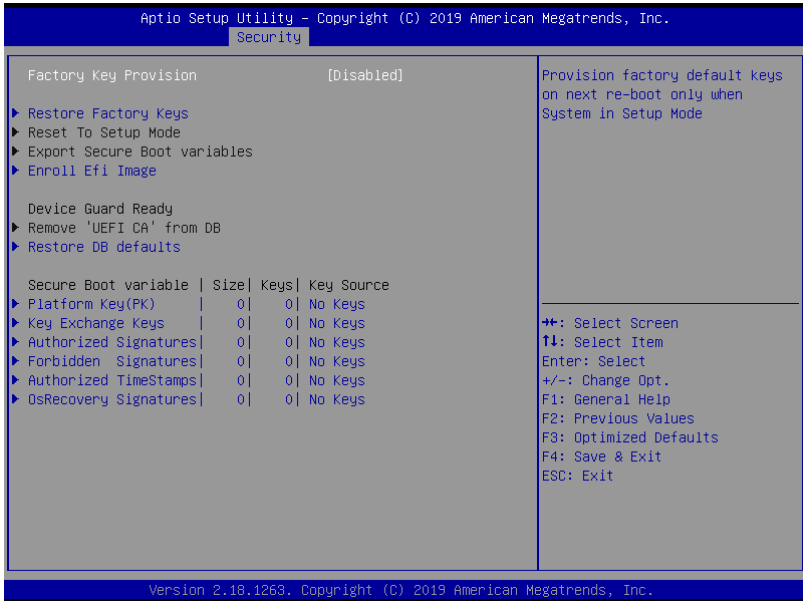 Aptio Setup Utility – Copyright (C) 2019 American Megatrends, Inc.
Security
Factory Key Provision [Disabled]
Restore Factory Keys
Reset To Setup Mode
Export Secure Boot variables
Enroll Efi Image
Device Guard Ready
Remove 'UEFI CA' from DB
Restore DB defaults
Secure Boot variable | Size| Keys| Key Source
Platform Key(PK) | 0| 0| No Keys
Key Exchange Keys | 0| 0| No Keys
Authorized Signatures| 0| 0| No Keys
Forbidden Signatures| 0| 0| No Keys
Authorized TimeStamps| 0| 0| No Keys
OsRecovery Signatures| 0| 0| No Keys
Provision factory default keys
on next re-boot only when
System in Setup Mode
→←: Select Screen
↑↓: Select Item
Enter: Select
+/-: Change Opt.
F1: General Help
F2: Previous Values
F3: Optimized Defaults
F4: Save & Exit
ESC: Exit
Version 2.18.1263. Copyright (C) 2019 American Megatrends, Inc.